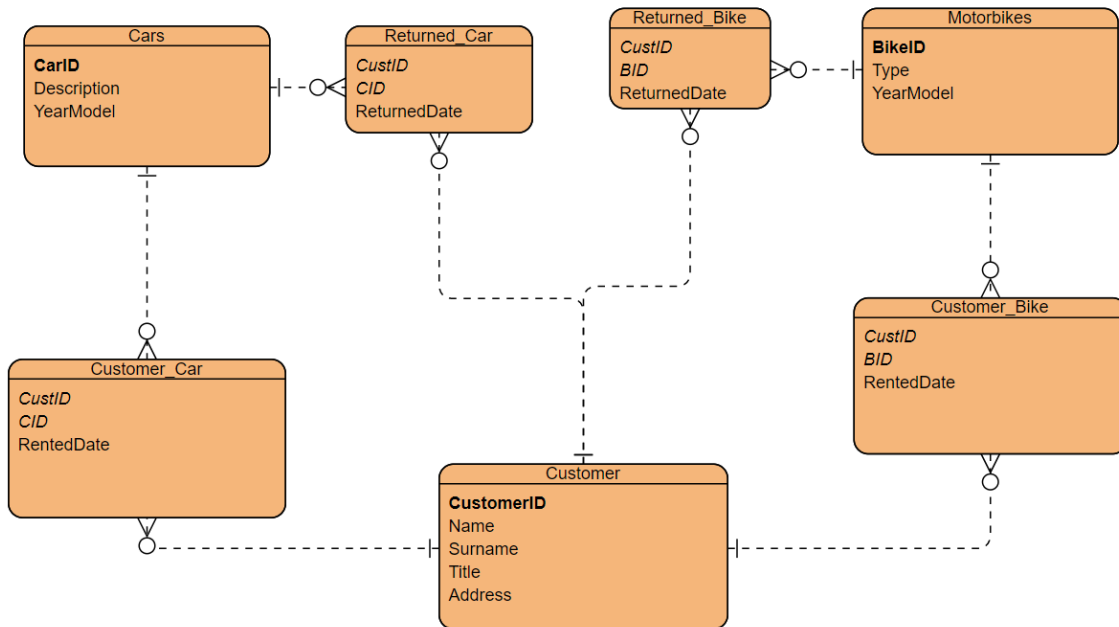 Cars
CarID
Description
YearModel
Returned_Car
CustID
CID
ReturnedDate
Returned_Bike
CustID
BID
ReturnedDate
Motorbikes
BikeID
Type
YearModel
Customer_Car
CustID
CID
RentedDate
Customer
CustomerID
Name
Surname
Title
Address
Customer_Bike
CustID
BID
RentedDate